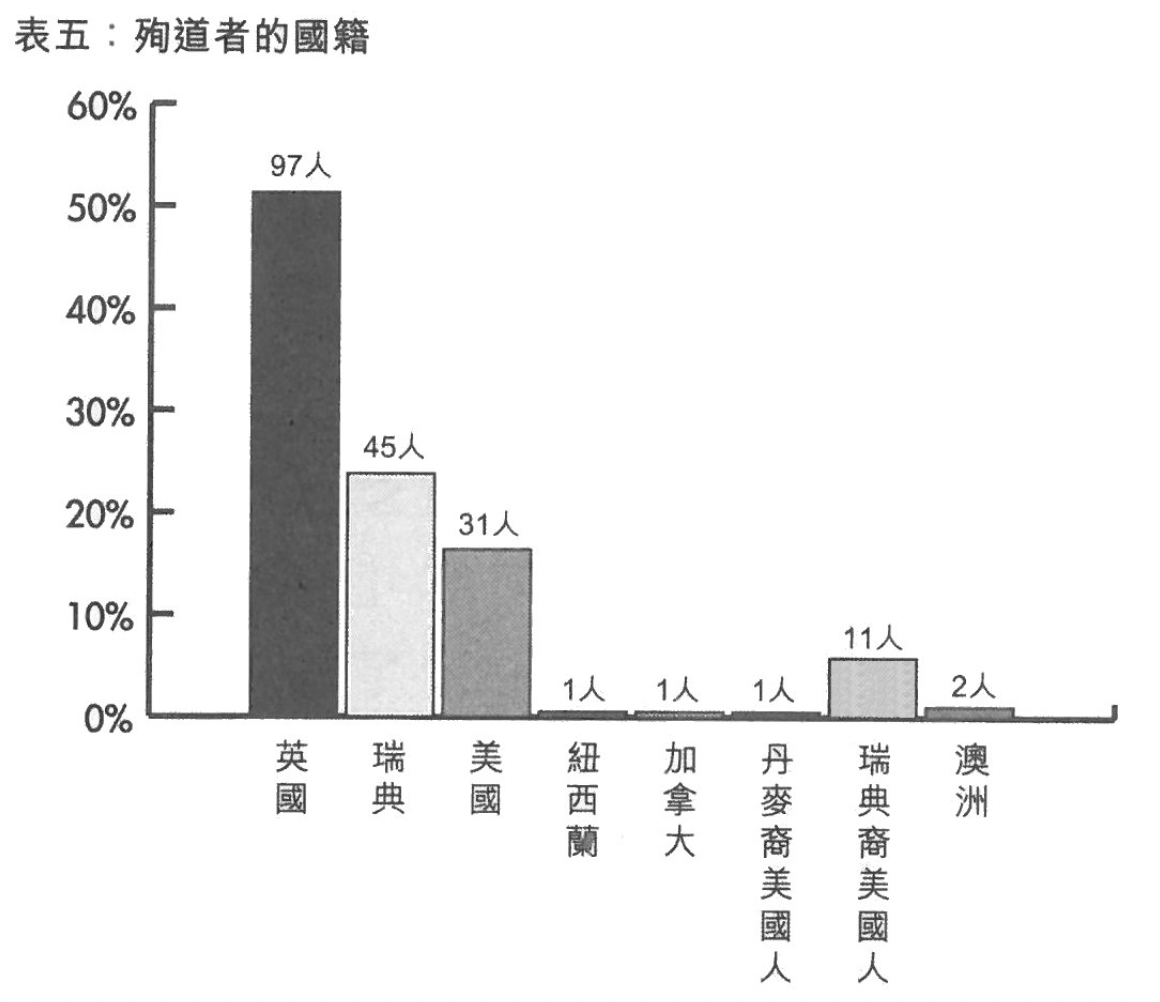 表五：殉道者的國籍
60%
50%
40%
30%
20%
10%
0%
97人
45人
31人
1人
1人
1人
11人
2人
英國
瑞典
美國
紐西蘭
加拿大
丹麥裔美國人
瑞典裔美國人
澳洲